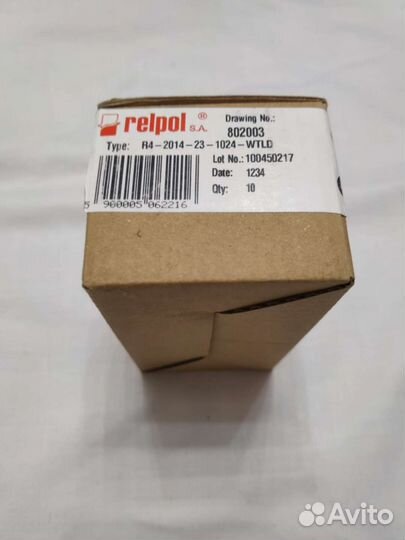 relpol ® S.A.
Drawing No.:
802003
Type: R4-2014-23-1024-WTLD
Lot No.: 100450217
Date: 1234
Qty: 10
5 900005 062216
Avito